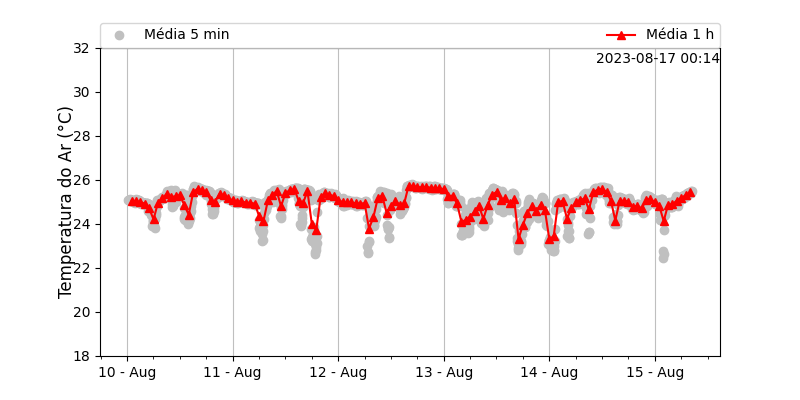 Média 5 min
Média 1 h
2023-08-17 00:14
Temperatura do Ar (°C)
32
30
28
26
24
22
20
18
10 - Aug
11 - Aug
12 - Aug
13 - Aug
14 - Aug
15 - Aug